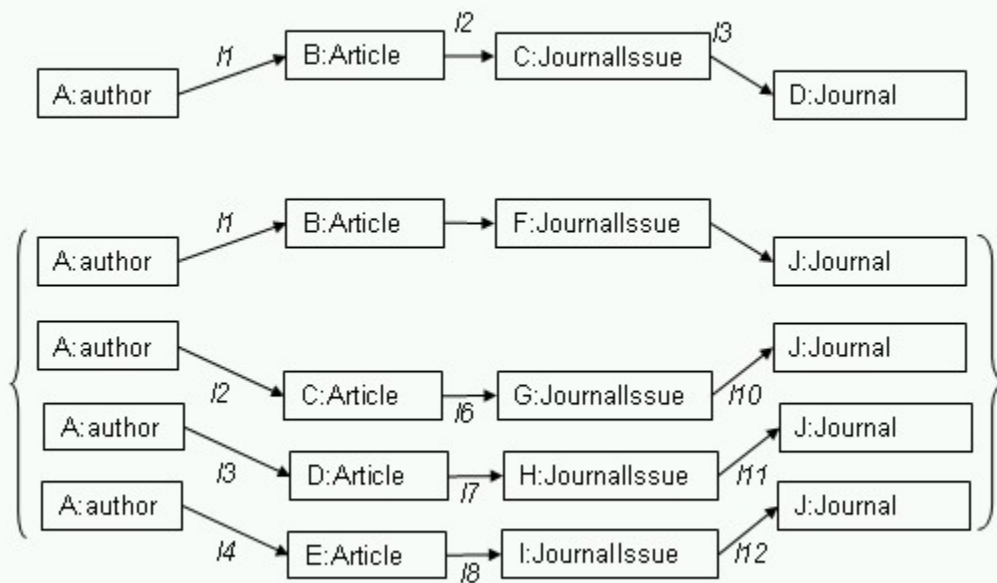 l1
B:Article
l2
C:JournalIssue
l3
A:author
D:Journal
l1
B:Article
F:JournalIssue
A:author
J:Journal
A:author
l2
C:Article
l6
G:JournalIssue
l10
J:Journal
A:author
l3
D:Article
l7
H:JournalIssue
l11
J:Journal
A:author
l4
E:Article
l8
I:JournalIssue
l12
J:Journal